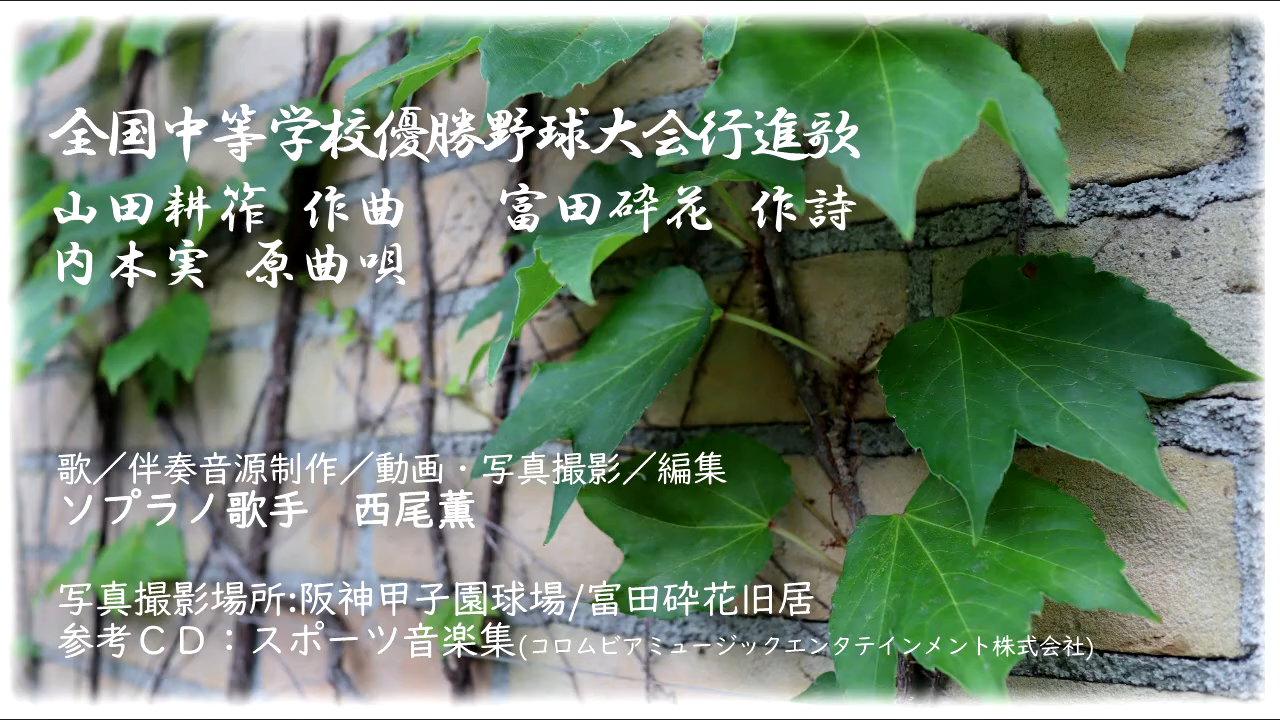 全国中等学校優勝野球大会行進歌
山田耕筰 作曲　富田砕花 作詩
内本実 原曲唄
歌／伴奏音源制作／動画・写真撮影／編集
ソプラノ歌手　西尾薫
写真撮影場所:阪神甲子園球場/富田砕花旧居
参考ＣＤ：スポーツ音楽集(コロムビアミュージックエンタテインメント株式会社)